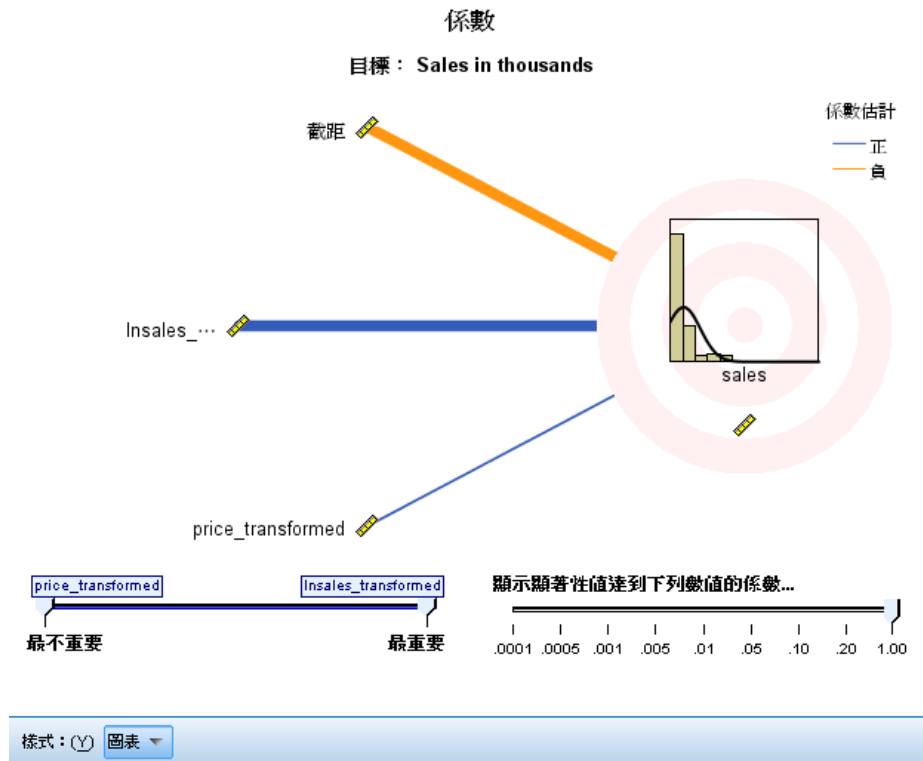 係數
目標： Sales in thousands
係數估計
正
負
截距
lnsales_…
sales
price_transformed
price_transformed
lnsales_transformed
最不重要
最重要
顯示顯著性值達到下列數值的係數...
.0001 .0005 .001 .005 .01 .05 .10 .20 1.00
樣式：(Y) 圖表